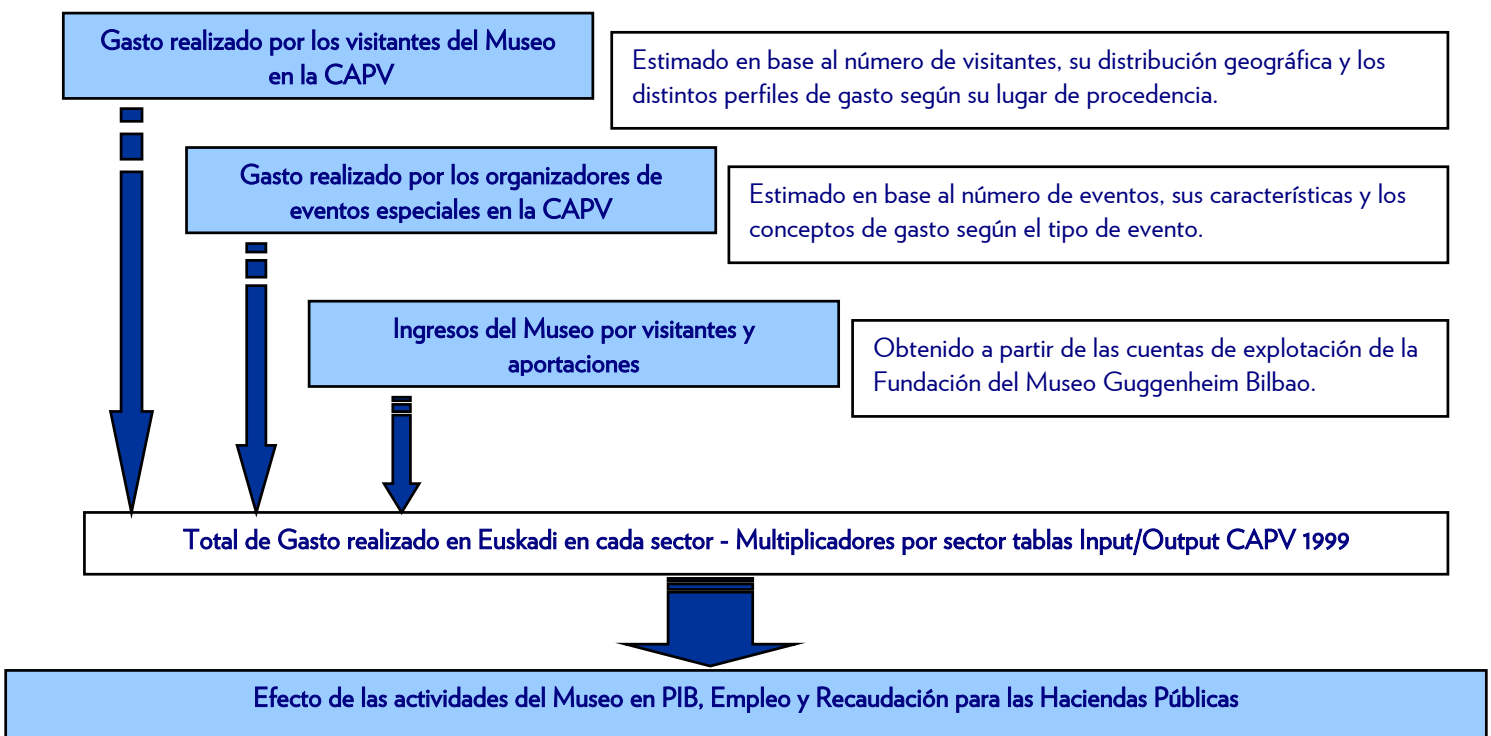 Gasto realizado por los visitantes del Museo
en la CAPV
Estimado en base al número de visitantes, su distribución geográfica y los
distintos perfiles de gasto según su lugar de procedencia.
Gasto realizado por los organizadores de
eventos especiales en la CAPV
Estimado en base al número de eventos, sus características y los
conceptos de gasto según el tipo de evento.
Ingresos del Museo por visitantes y
aportaciones
Obtenido a partir de las cuentas de explotación de la
Fundación del Museo Guggenheim Bilbao.
Total de Gasto realizado en Euskadi en cada sector - Multiplicadores por sector tablas Input/Output CAPV 1999
Efecto de las actividades del Museo en PIB, Empleo y Recaudación para las Haciendas Públicas